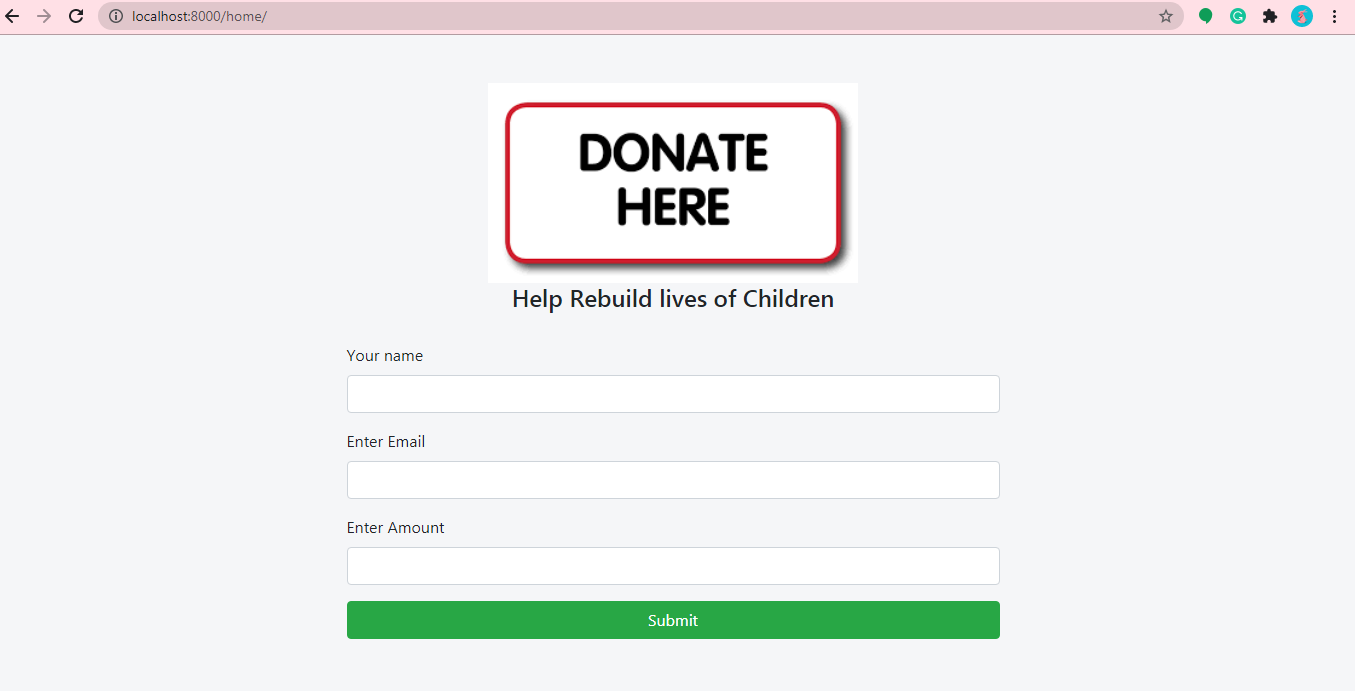 localhost:8000/home/
DONATE
HERE
Help Rebuild lives of Children
Your name
Enter Email
Enter Amount
Submit